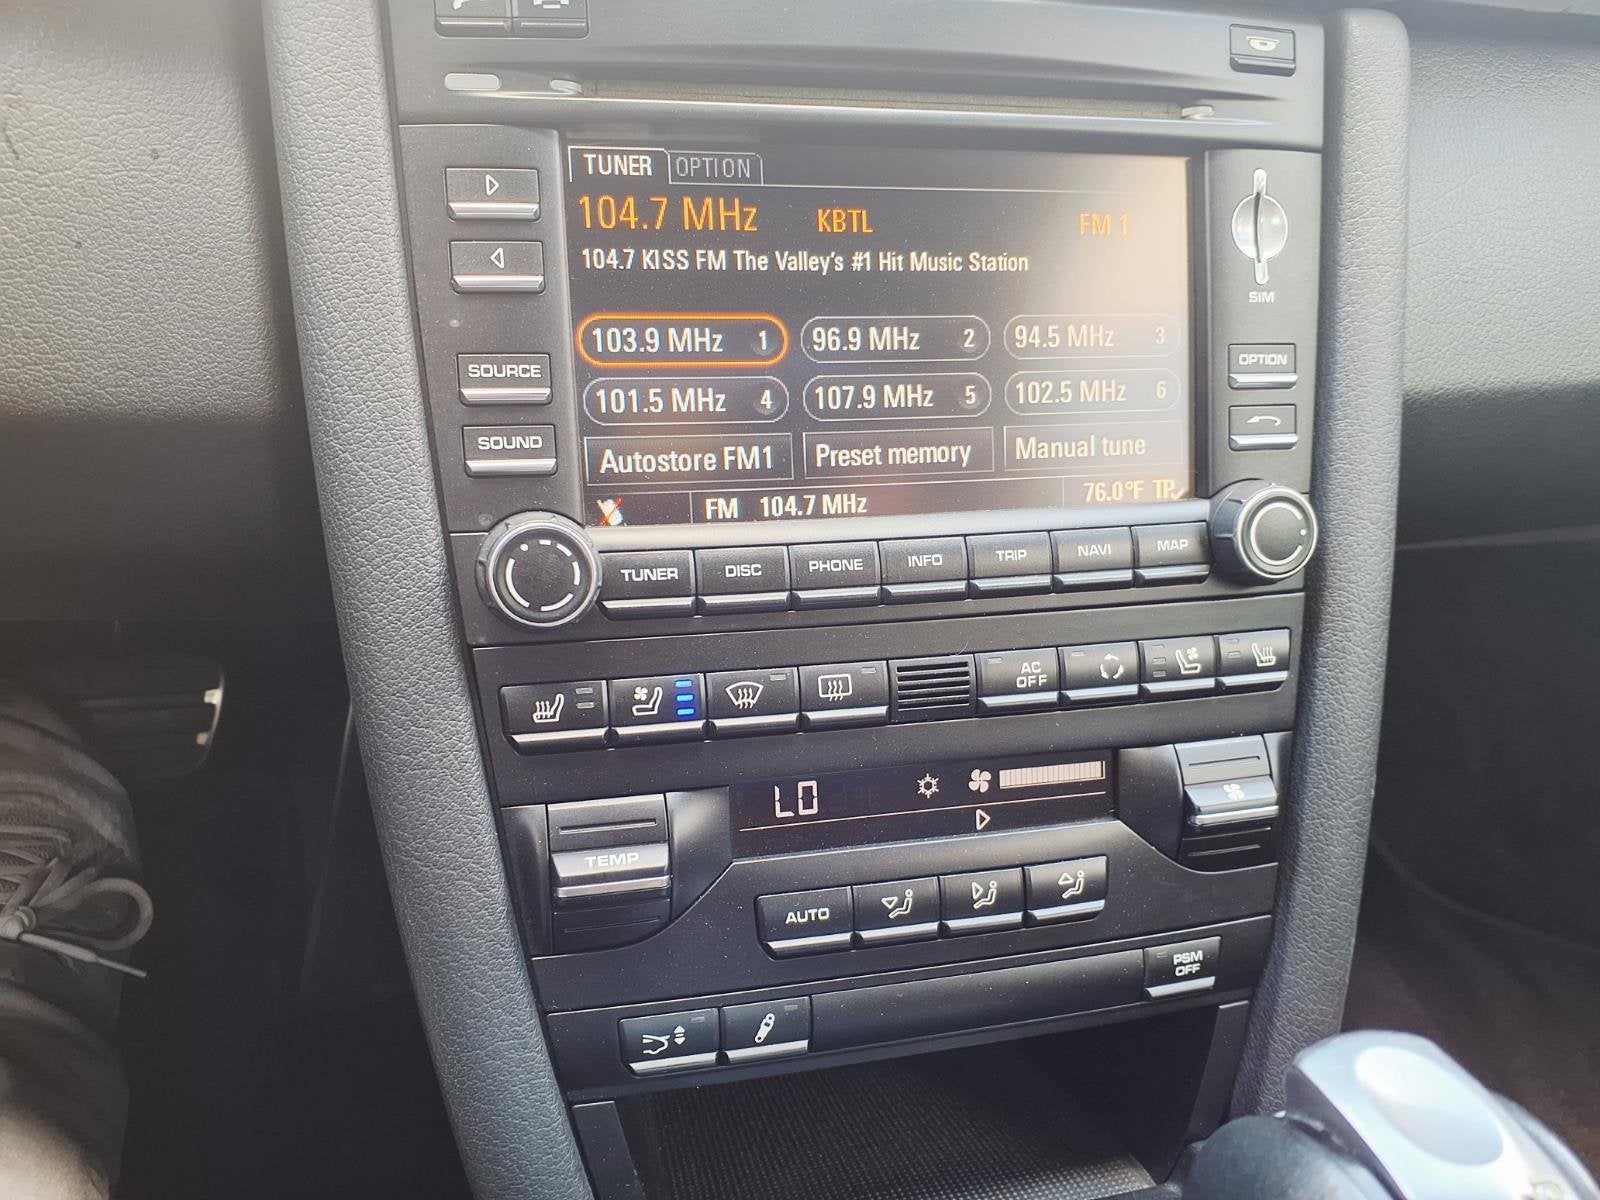 TUNER OPTION
104.7 MHz KBTL FM 1
104.7 KISS FM The Valley's #1 Hit Music Station
SIM
103.9 MHz 1 96.9 MHz 2 94.5 MHz 3
SOURCE
OPTION
101.5 MHz 4 107.9 MHz 5 102.5 MHz 6
SOUND
Autostore FM1 Preset memory Manual tune
FM 104.7 MHz 76.0°F TP
TUNER DISC PHONE INFO TRIP NAVI MAP
AC
OFF
LO
TEMP
AUTO
PSM
OFF